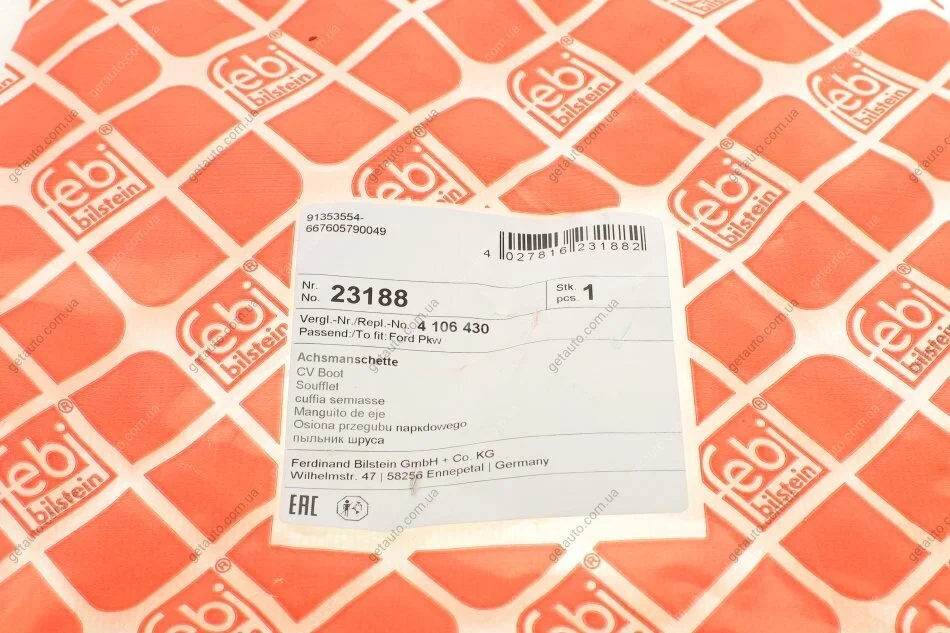 febi
bilstein
®
91353554-
667605790049
4 027816 231882
Nr.
No. 23188
Stk.
pcs. 1
Vergl.-Nr./Repl.-No. 4 106 430
Passend:/To fit: Ford Pkw
Achsmanschette
CV Boot
Soufflet
cuffia semiasse
Manguito de eje
Osiona przegubu napкdowego
пыльник шруса
Ferdinand Bilstein GmbH + Co. KG
Wilhelmstr. 47 | 58256 Ennepetal | Germany
EAC
getauto.com.ua